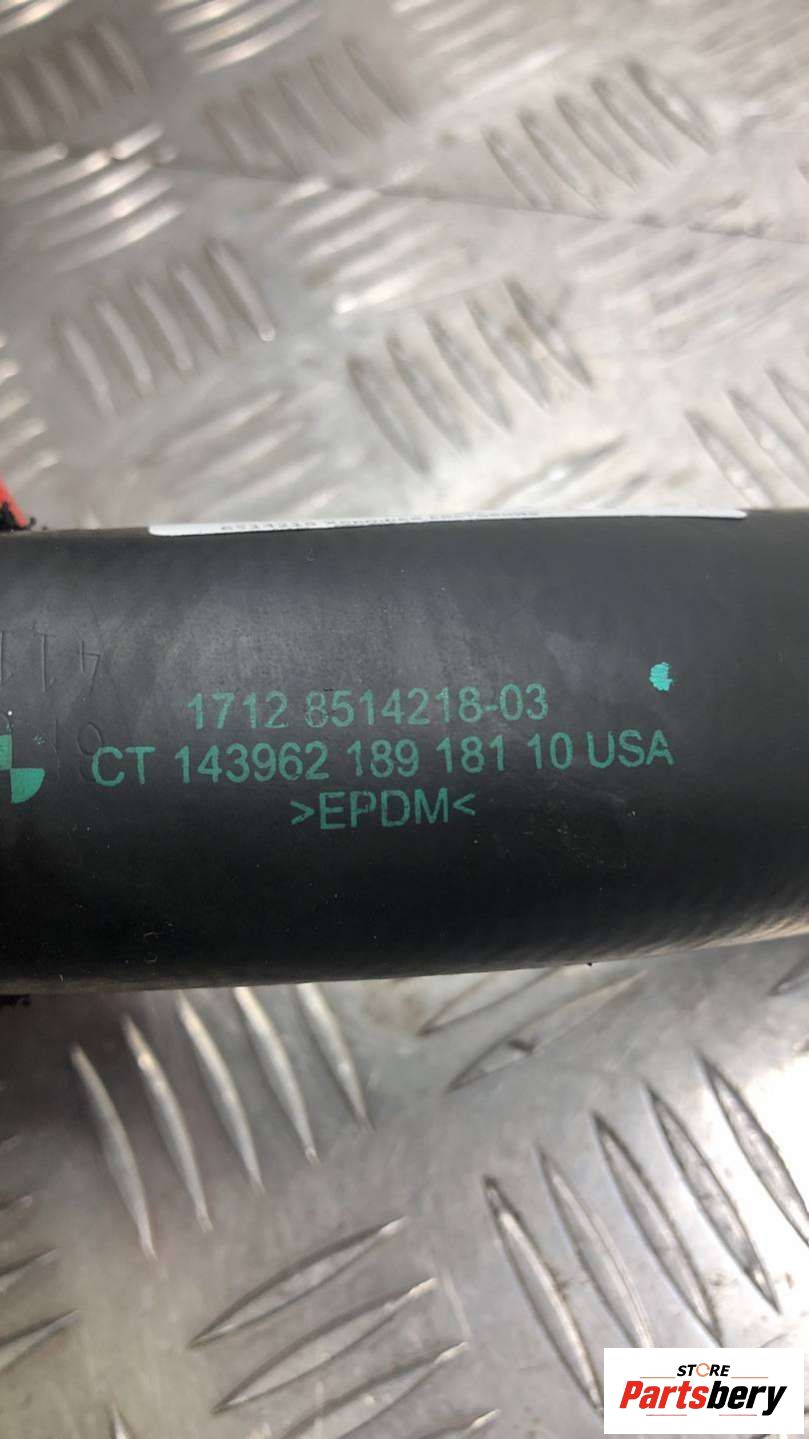 1712 8514218-03
CT 143962 189 181 10 USA
>EPDM<
STORE
Partsbery